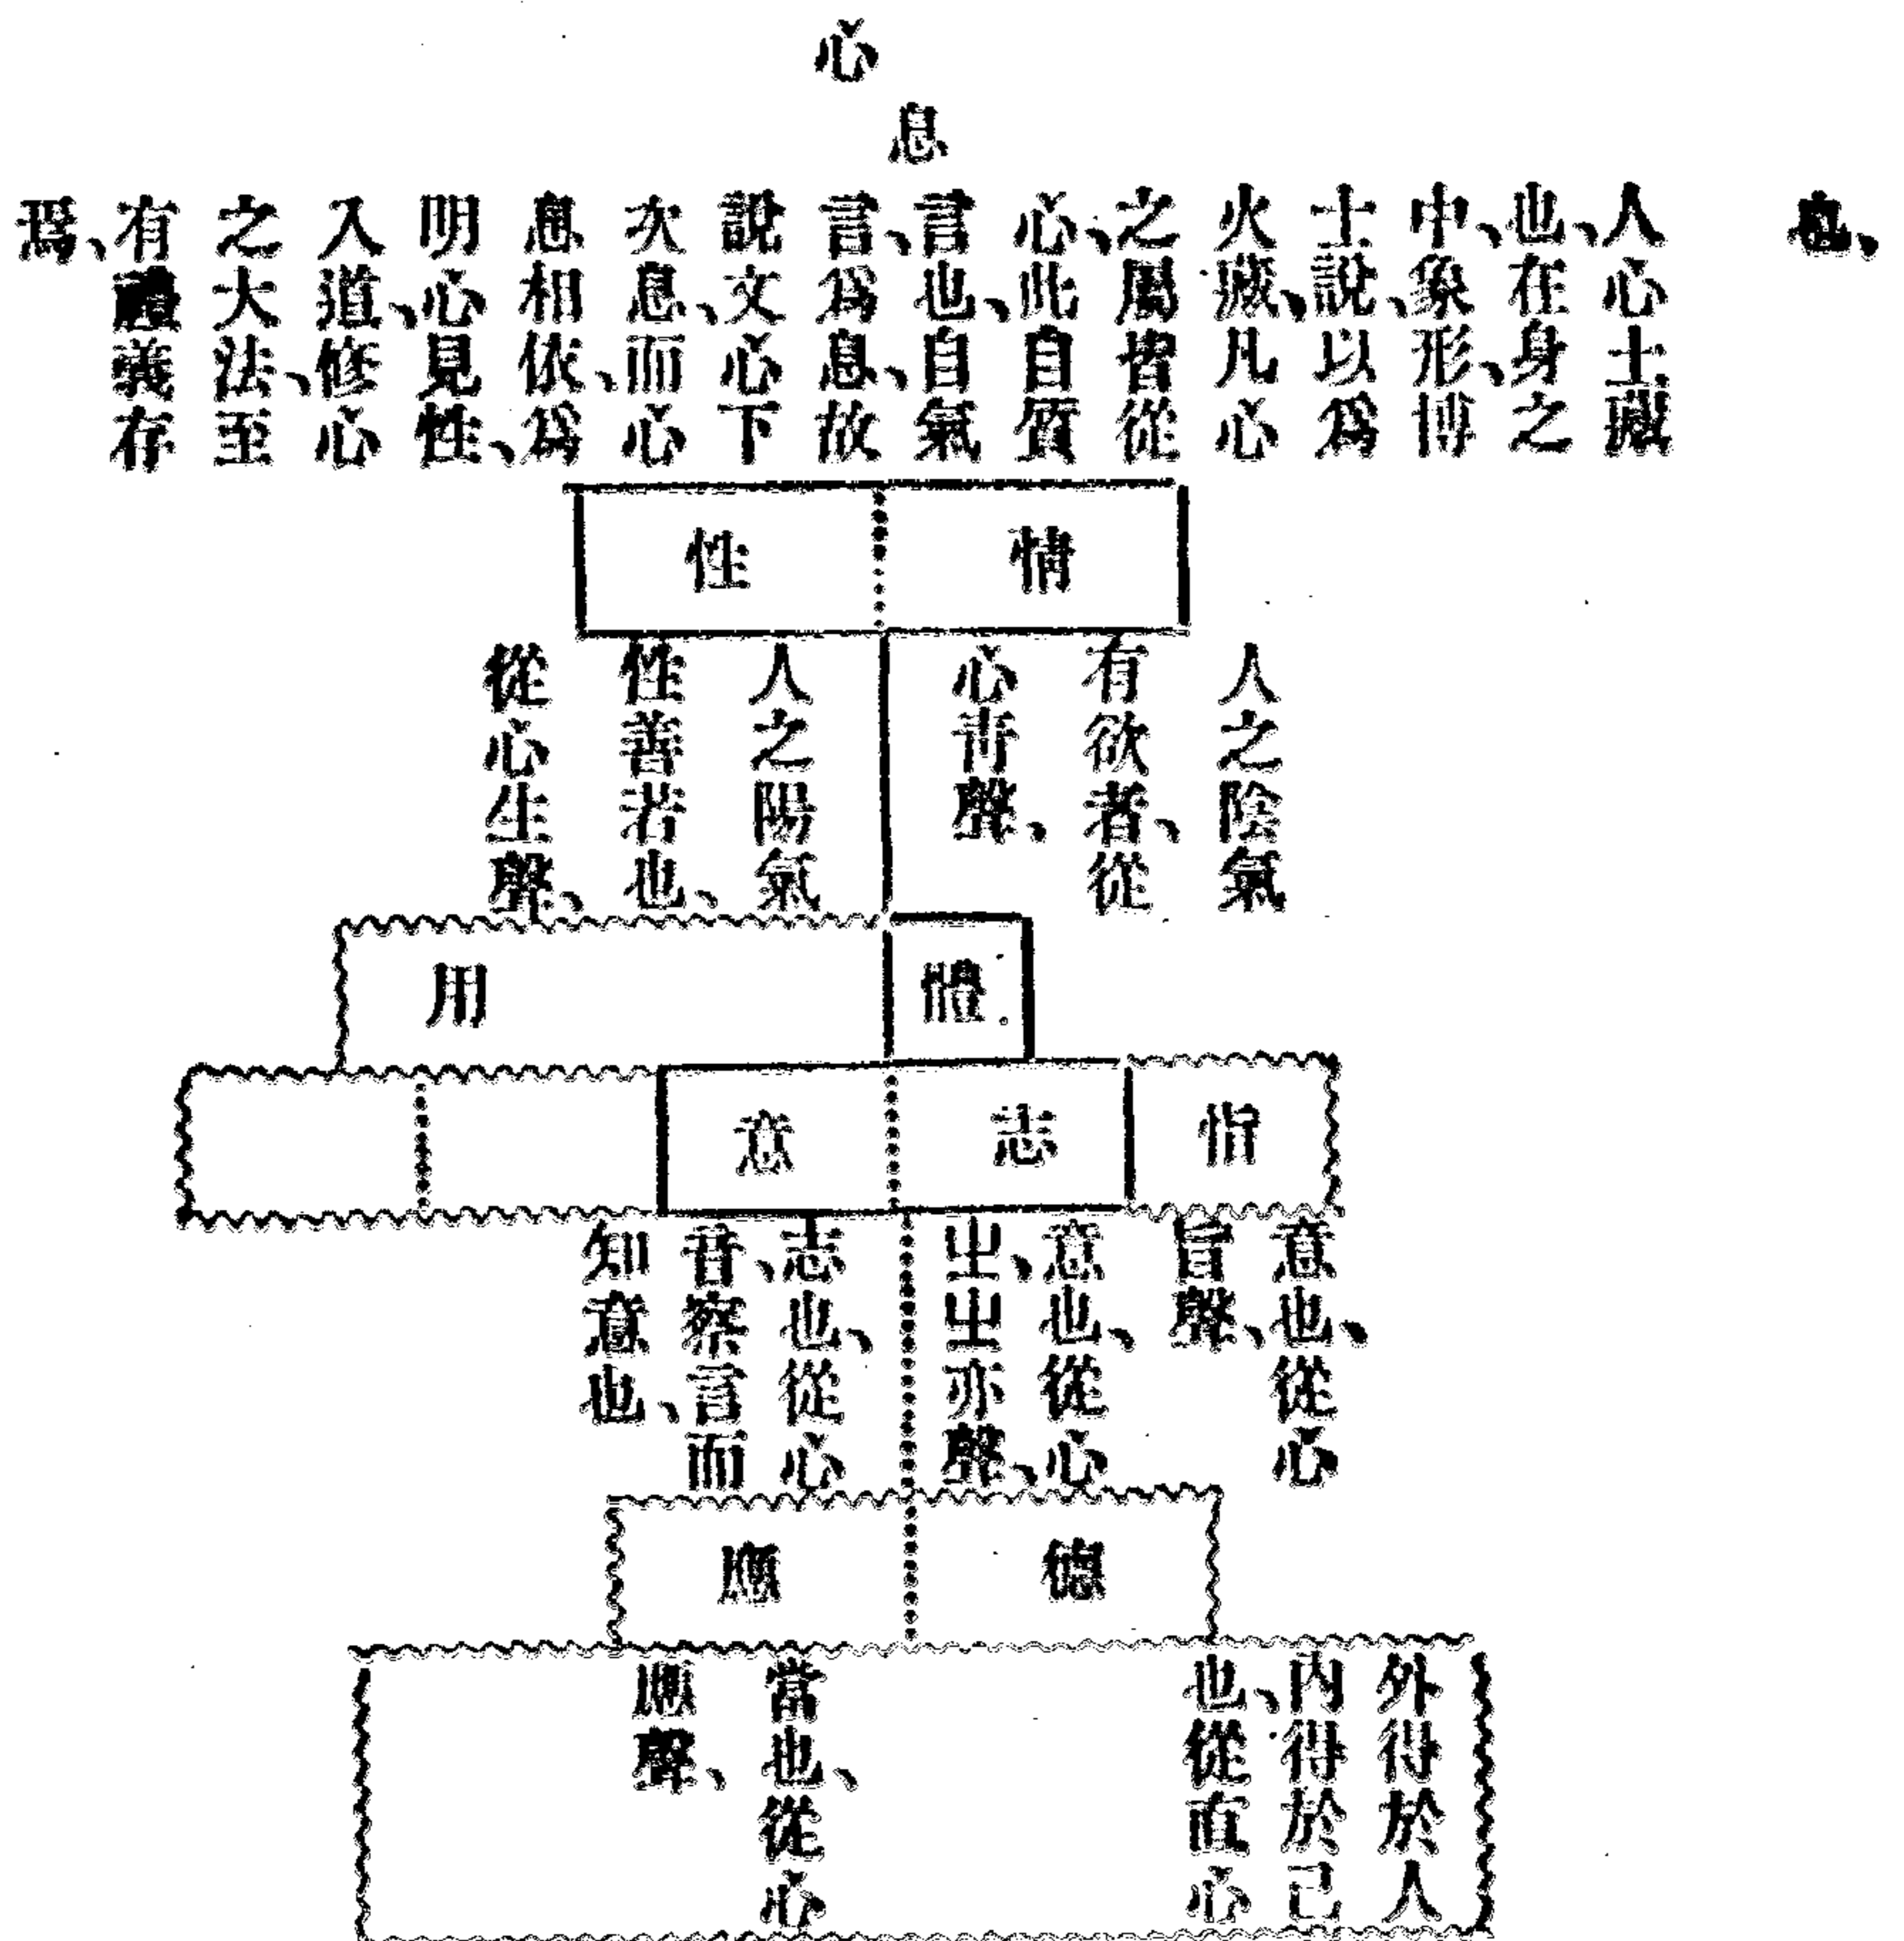 心
息
人心土藏
也、在身之
中、象形、博
士說、以爲
火藏、凡心
之屬皆從
心、此自質
言也、自氣
言、爲息、故
說文心下
次息、而心
息相依、爲
明心見性、
入道、修心
之大法、至
有禮義存
焉、
情
性
人之陰氣
有欲者、從
心青聲、
人之陽氣
性善若也、
從心生聲、
體
用
恉
志
意
意也、從心
旨聲、
意也、從心
㞢、㞢亦聲、
志也、從心
音、察言而
知意也、
德
應
外得於人
內得於己
也、從直心
當也、從心
聲、